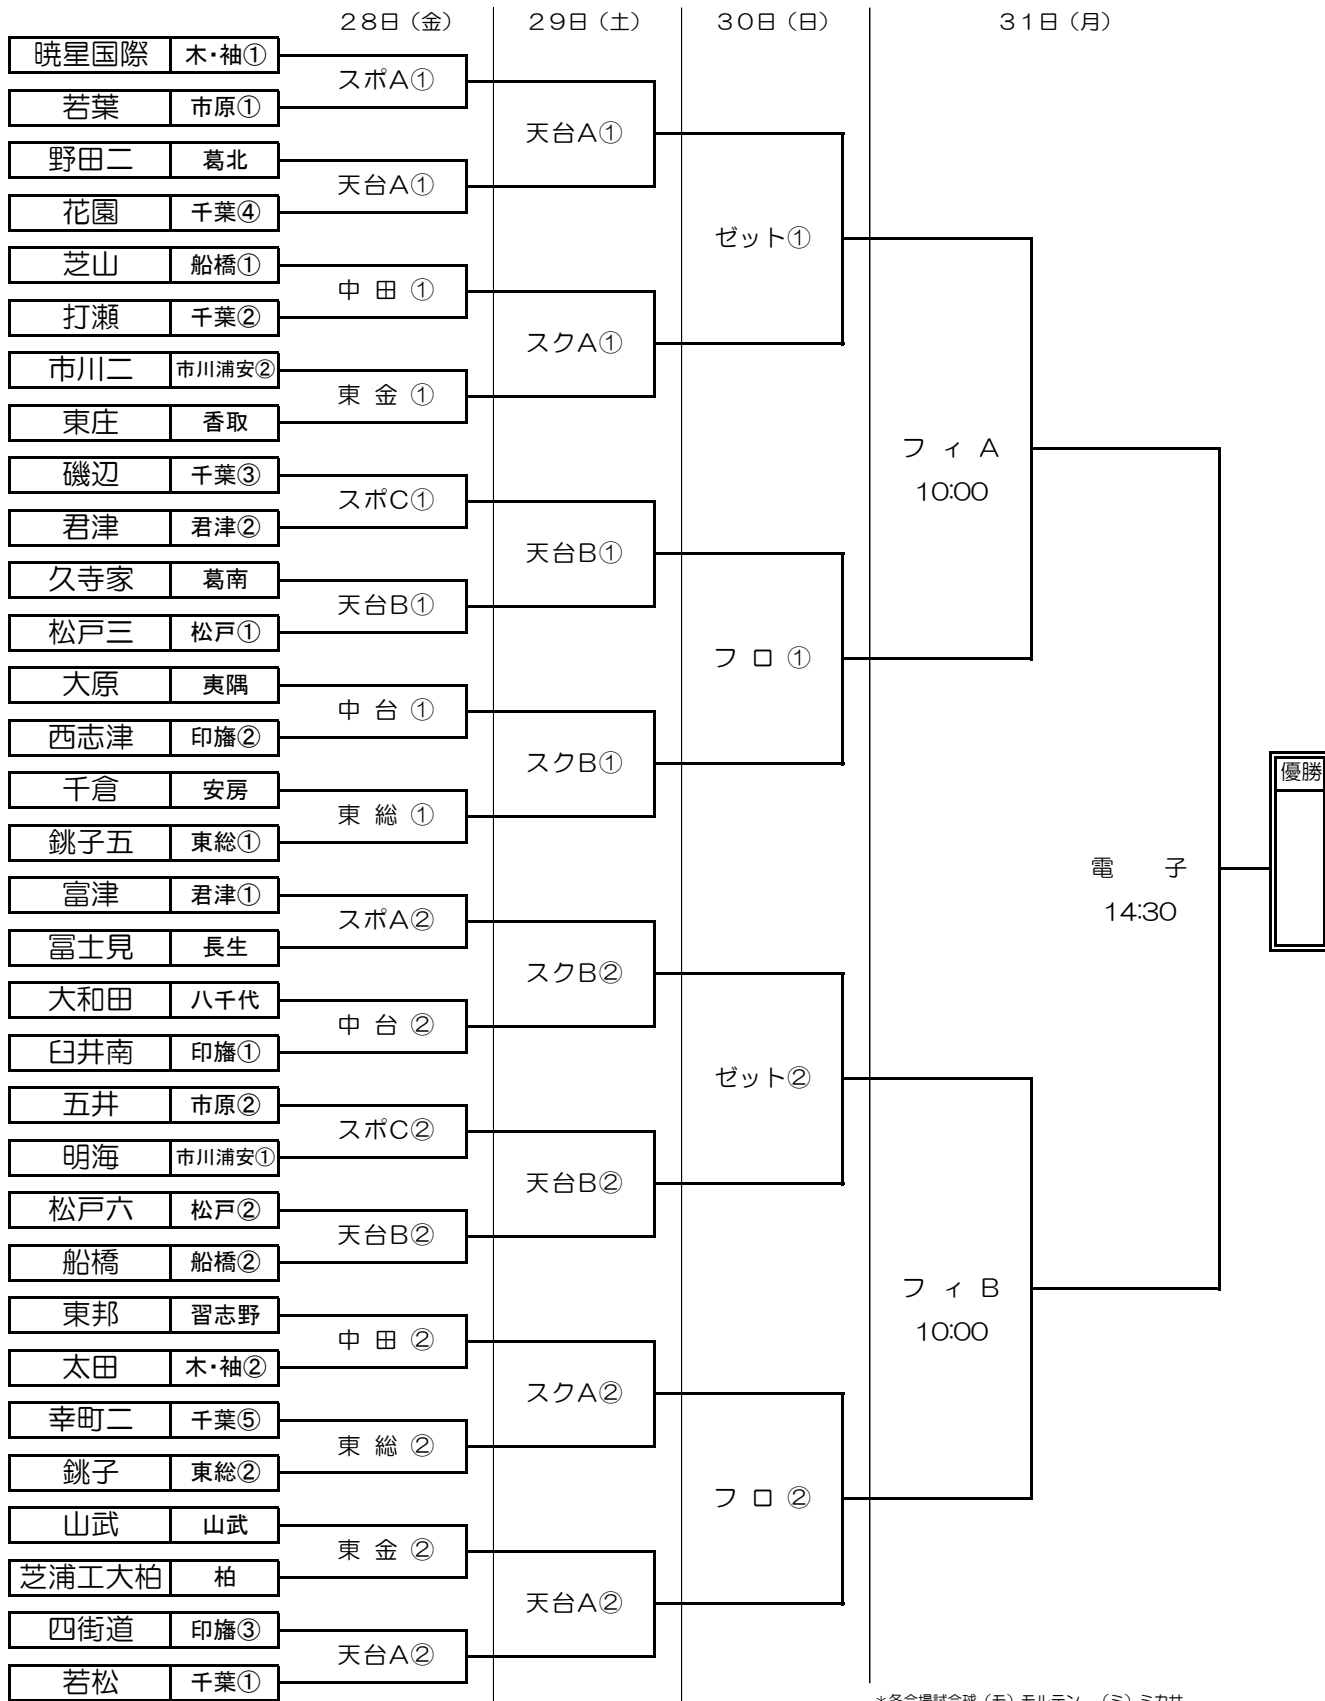 28日（金） 29日（土） 30日（日） 31日（月）
暁星国際 木・袖①
スポA①
若葉 市原①
天台A①
野田二 葛北
天台A①
花園 千葉④
ゼット①
芝山 船橋①
中 田 ①
打瀬 千葉②
スクA①
市川二 市川浦安②
東 金 ①
東庄 香取
フ ィ A
10:00
磯辺 千葉③
スポC①
君津 君津②
天台B①
久寺家 葛南
天台B①
松戸三 松戸①
フ ロ ①
大原 夷隅
中 台 ①
西志津 印旛②
スクB①
千倉 安房
東 総 ①
銚子五 東総①
優勝
電 子
14:30
富津 君津①
スポA②
冨士見 長生
スクB②
大和田 八千代
中 台 ②
臼井南 印旛①
ゼット②
五井 市原②
スポC②
明海 市川浦安①
天台B②
松戸六 松戸②
天台B②
船橋 船橋②
フ ィ B
10:00
東邦 習志野
中 田 ②
太田 木・袖②
スクA②
幸町二 千葉⑤
東 総 ②
銚子 東総②
フ ロ ②
山武 山武
東 金 ②
芝浦工大柏 柏
天台A②
四街道 印旛③
天台A②
若松 千葉①
＊各会場試合球（モ）モルテン （ミ）ミカサ